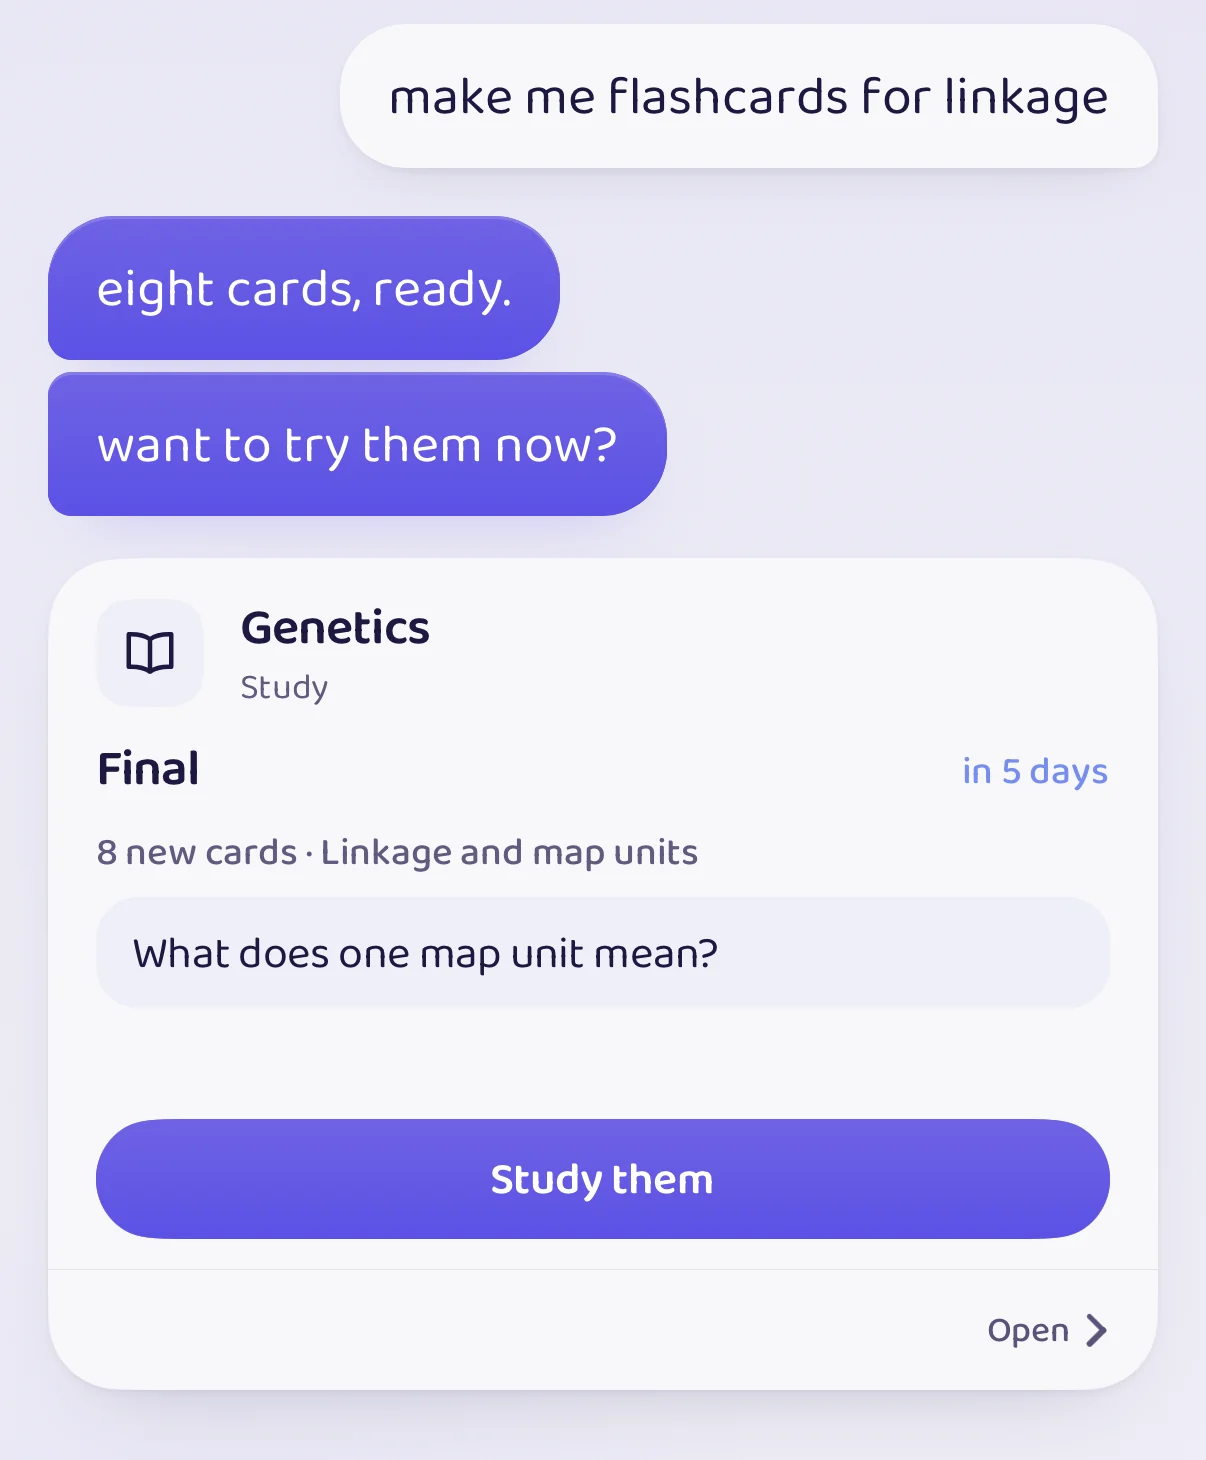 make me flashcards for linkage
eight cards, ready.
want to try them now?
Genetics
Study
Final
in 5 days
8 new cards · Linkage and map units
What does one map unit mean?
Study them
Open